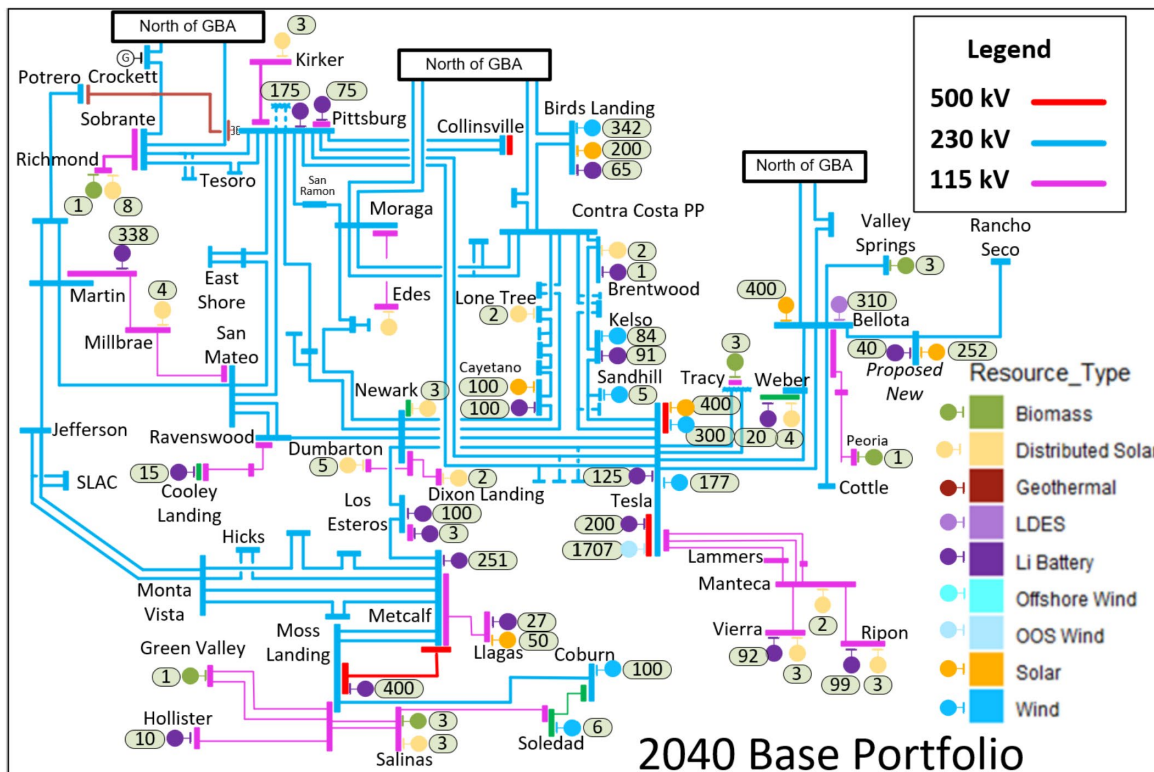 North of GBA
3
G
Potrero
Crockett
Kirker
North of GBA
Legend
500 kV
230 kV
115 kV
175
75
Birds Landing
342
200
65
Sobrante
Pittsburg
Collinsville
Richmond
Tesoro
San
Ramon
North of GBA
1
8
Moraga
Contra Costa PP
Valley
Springs
Rancho
Seco
338
2
1
Brentwood
3
East
Shore
Martin
4
Edes
Lone Tree
2
Kelso
84
91
400
310
Bellota
Millbrae
San
Mateo
3
40
252
Proposed
New
Cayetano
100
100
Sandhill
5
Tracy
Weber
Newark
3
400
300
20
4
Resource_Type
Biomass
Distributed Solar
Geothermal
LDES
Li Battery
Offshore Wind
OOS Wind
Solar
Wind
Jefferson
Ravenswood
Peoria
1
Dumbarton
5
2
Dixon Landing
15
Cooley
Landing
SLAC
125
177
Cottle
Los
Esteros
100
3
Tesla
200
1707
Hicks
251
Lammers
Manteca
Monta
Vista
Metcalf
2
Moss
Landing
27
50
Llagas
Vierra
92
3
Ripon
99
3
Green Valley
1
Coburn
100
400
Hollister
10
3
3
Salinas
6
Soledad
2040 Base Portfolio